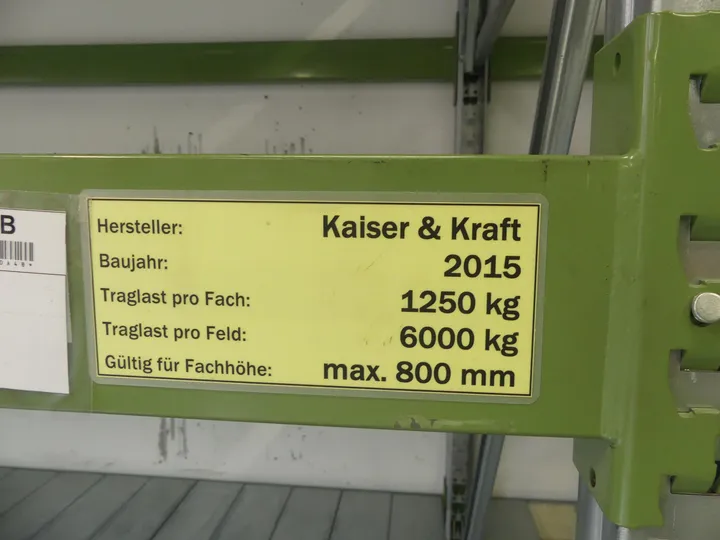 B
Hersteller: Kaiser & Kraft
Baujahr: 2015
Traglast pro Fach: 1250 kg
Traglast pro Feld: 6000 kg
Gültig für Fachhöhe: max. 800 mm